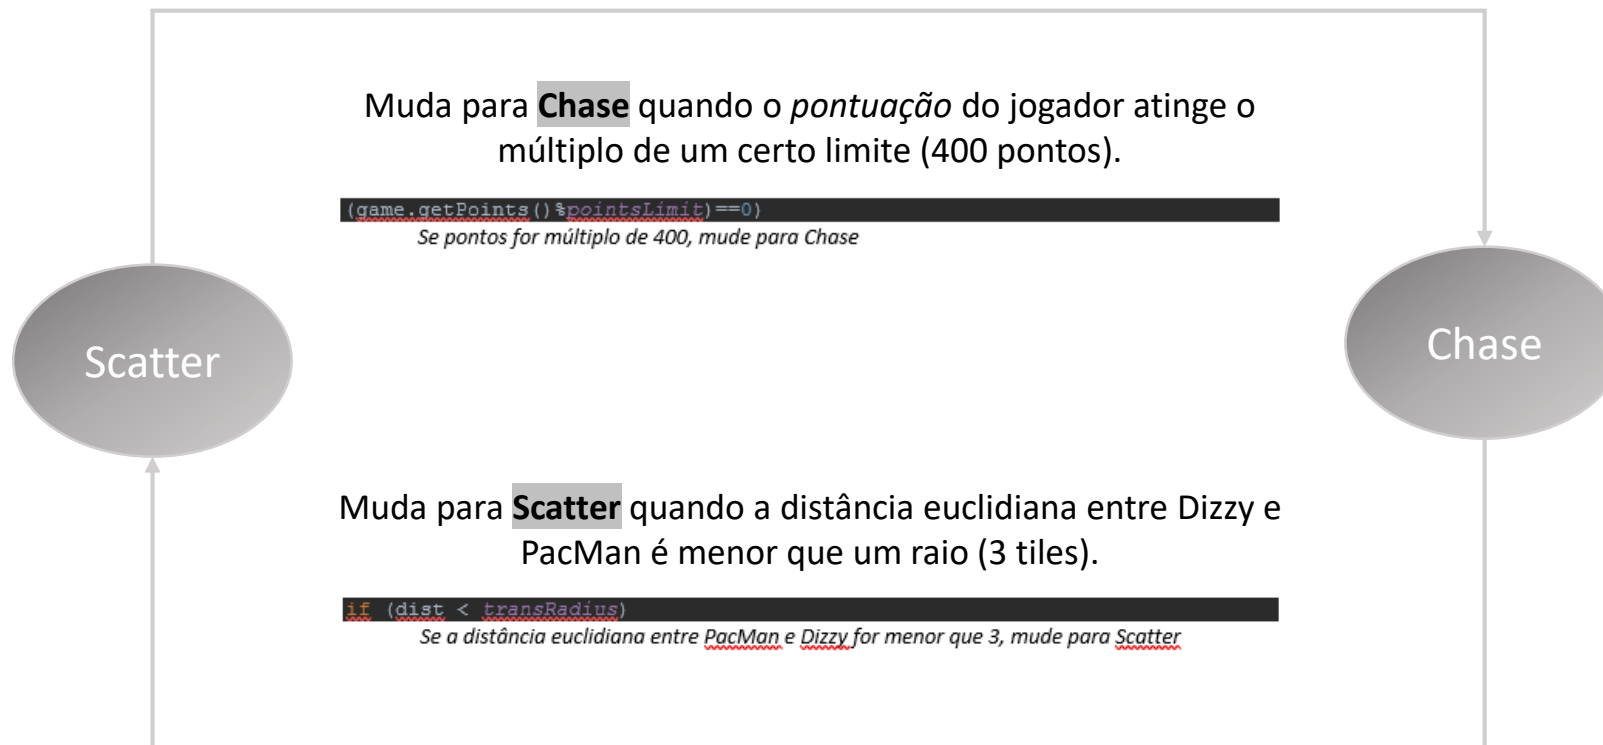 Muda para Chase quando o pontuação do jogador atinge o
múltiplo de um certo limite (400 pontos).
(game.getPoints()%pointsLimit)==0)
Se pontos for múltiplo de 400, mude para Chase
Scatter
Chase
Muda para Scatter quando a distância euclidiana entre Dizzy e
PacMan é menor que um raio (3 tiles).
if (dist < transRadius)
Se a distância euclidiana entre PacMan e Dizzy for menor que 3, mude para Scatter